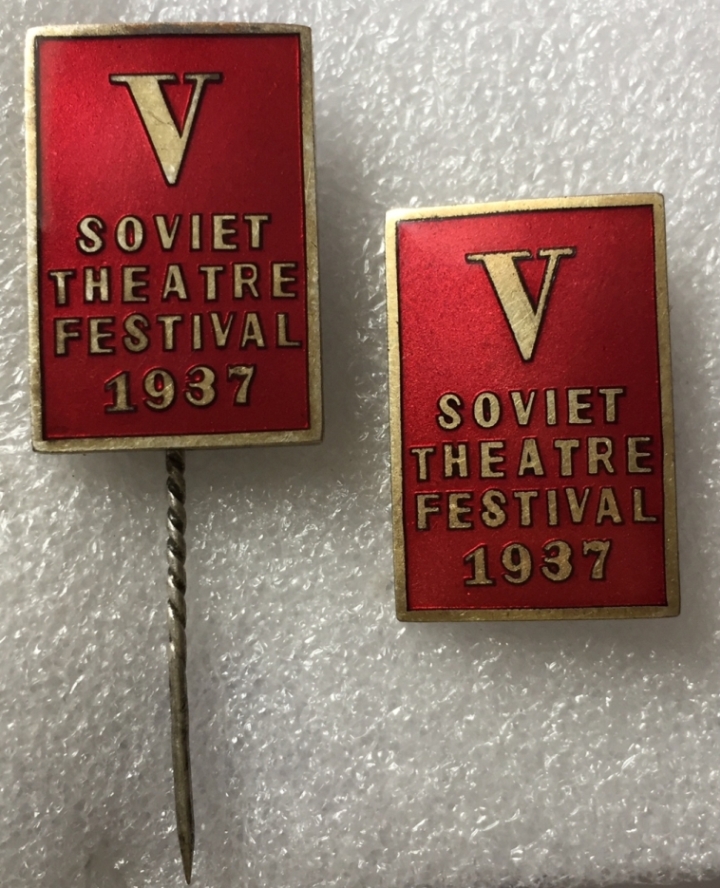 V
SOVIET
THEATRE
FESTIVAL
1937
V
SOVIET
THEATRE
FESTIVAL
1937